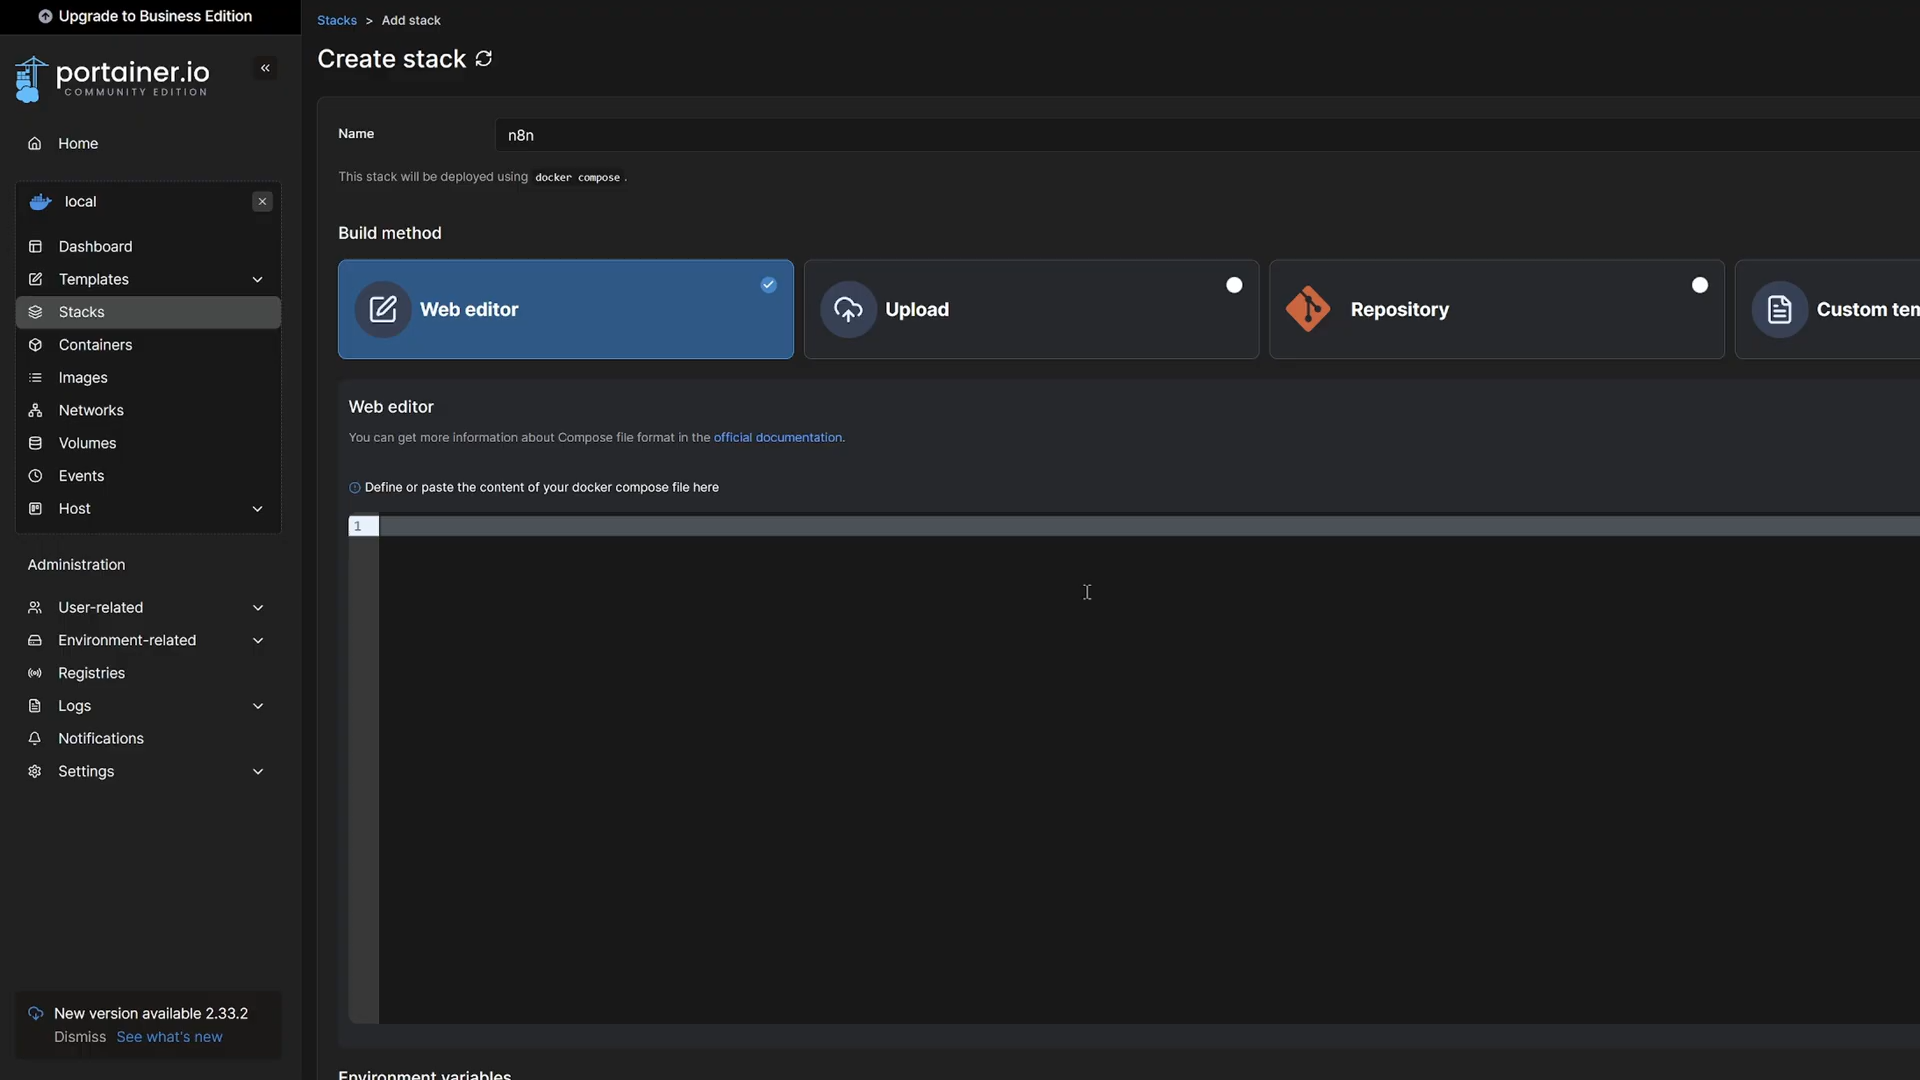 Upgrade to Business Edition
portainer.io
COMMUNITY EDITION
Home
local
Dashboard
Templates
Stacks
Containers
Images
Networks
Volumes
Events
Host
Administration
User-related
Environment-related
Registries
Logs
Notifications
Settings
New version available 2.33.2
Dismiss See what's new
Stacks > Add stack
Create stack
Name n8n
This stack will be deployed using docker compose .
Build method
Web editor
Upload
Repository
Custom tem
Web editor
You can get more information about Compose file format in the official documentation.
Define or paste the content of your docker compose file here
1
Environment variables